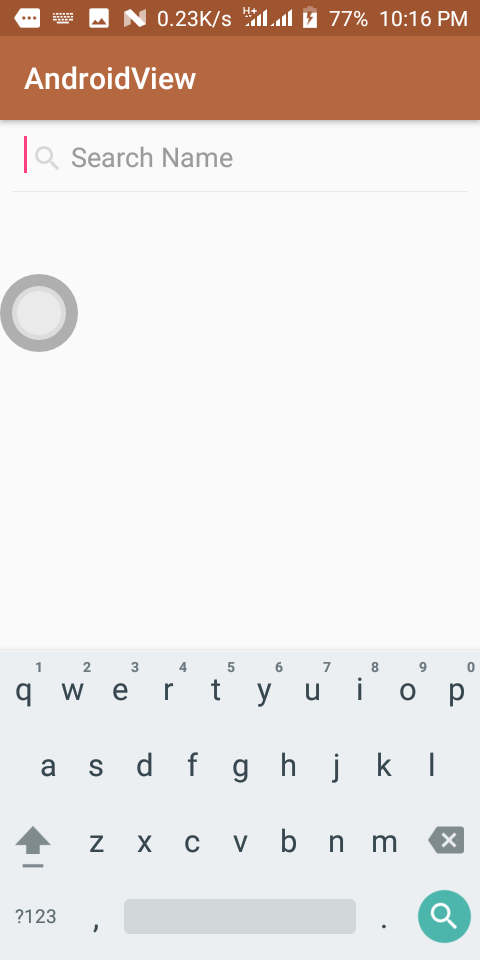 0.23K/s H+ 77% 10:16 PM
AndroidView
Search Name
1 2 3 4 5 6 7 8 9 0
q w e r t y u i o p
a s d f g h j k l
z x c v b n m
?123 , .